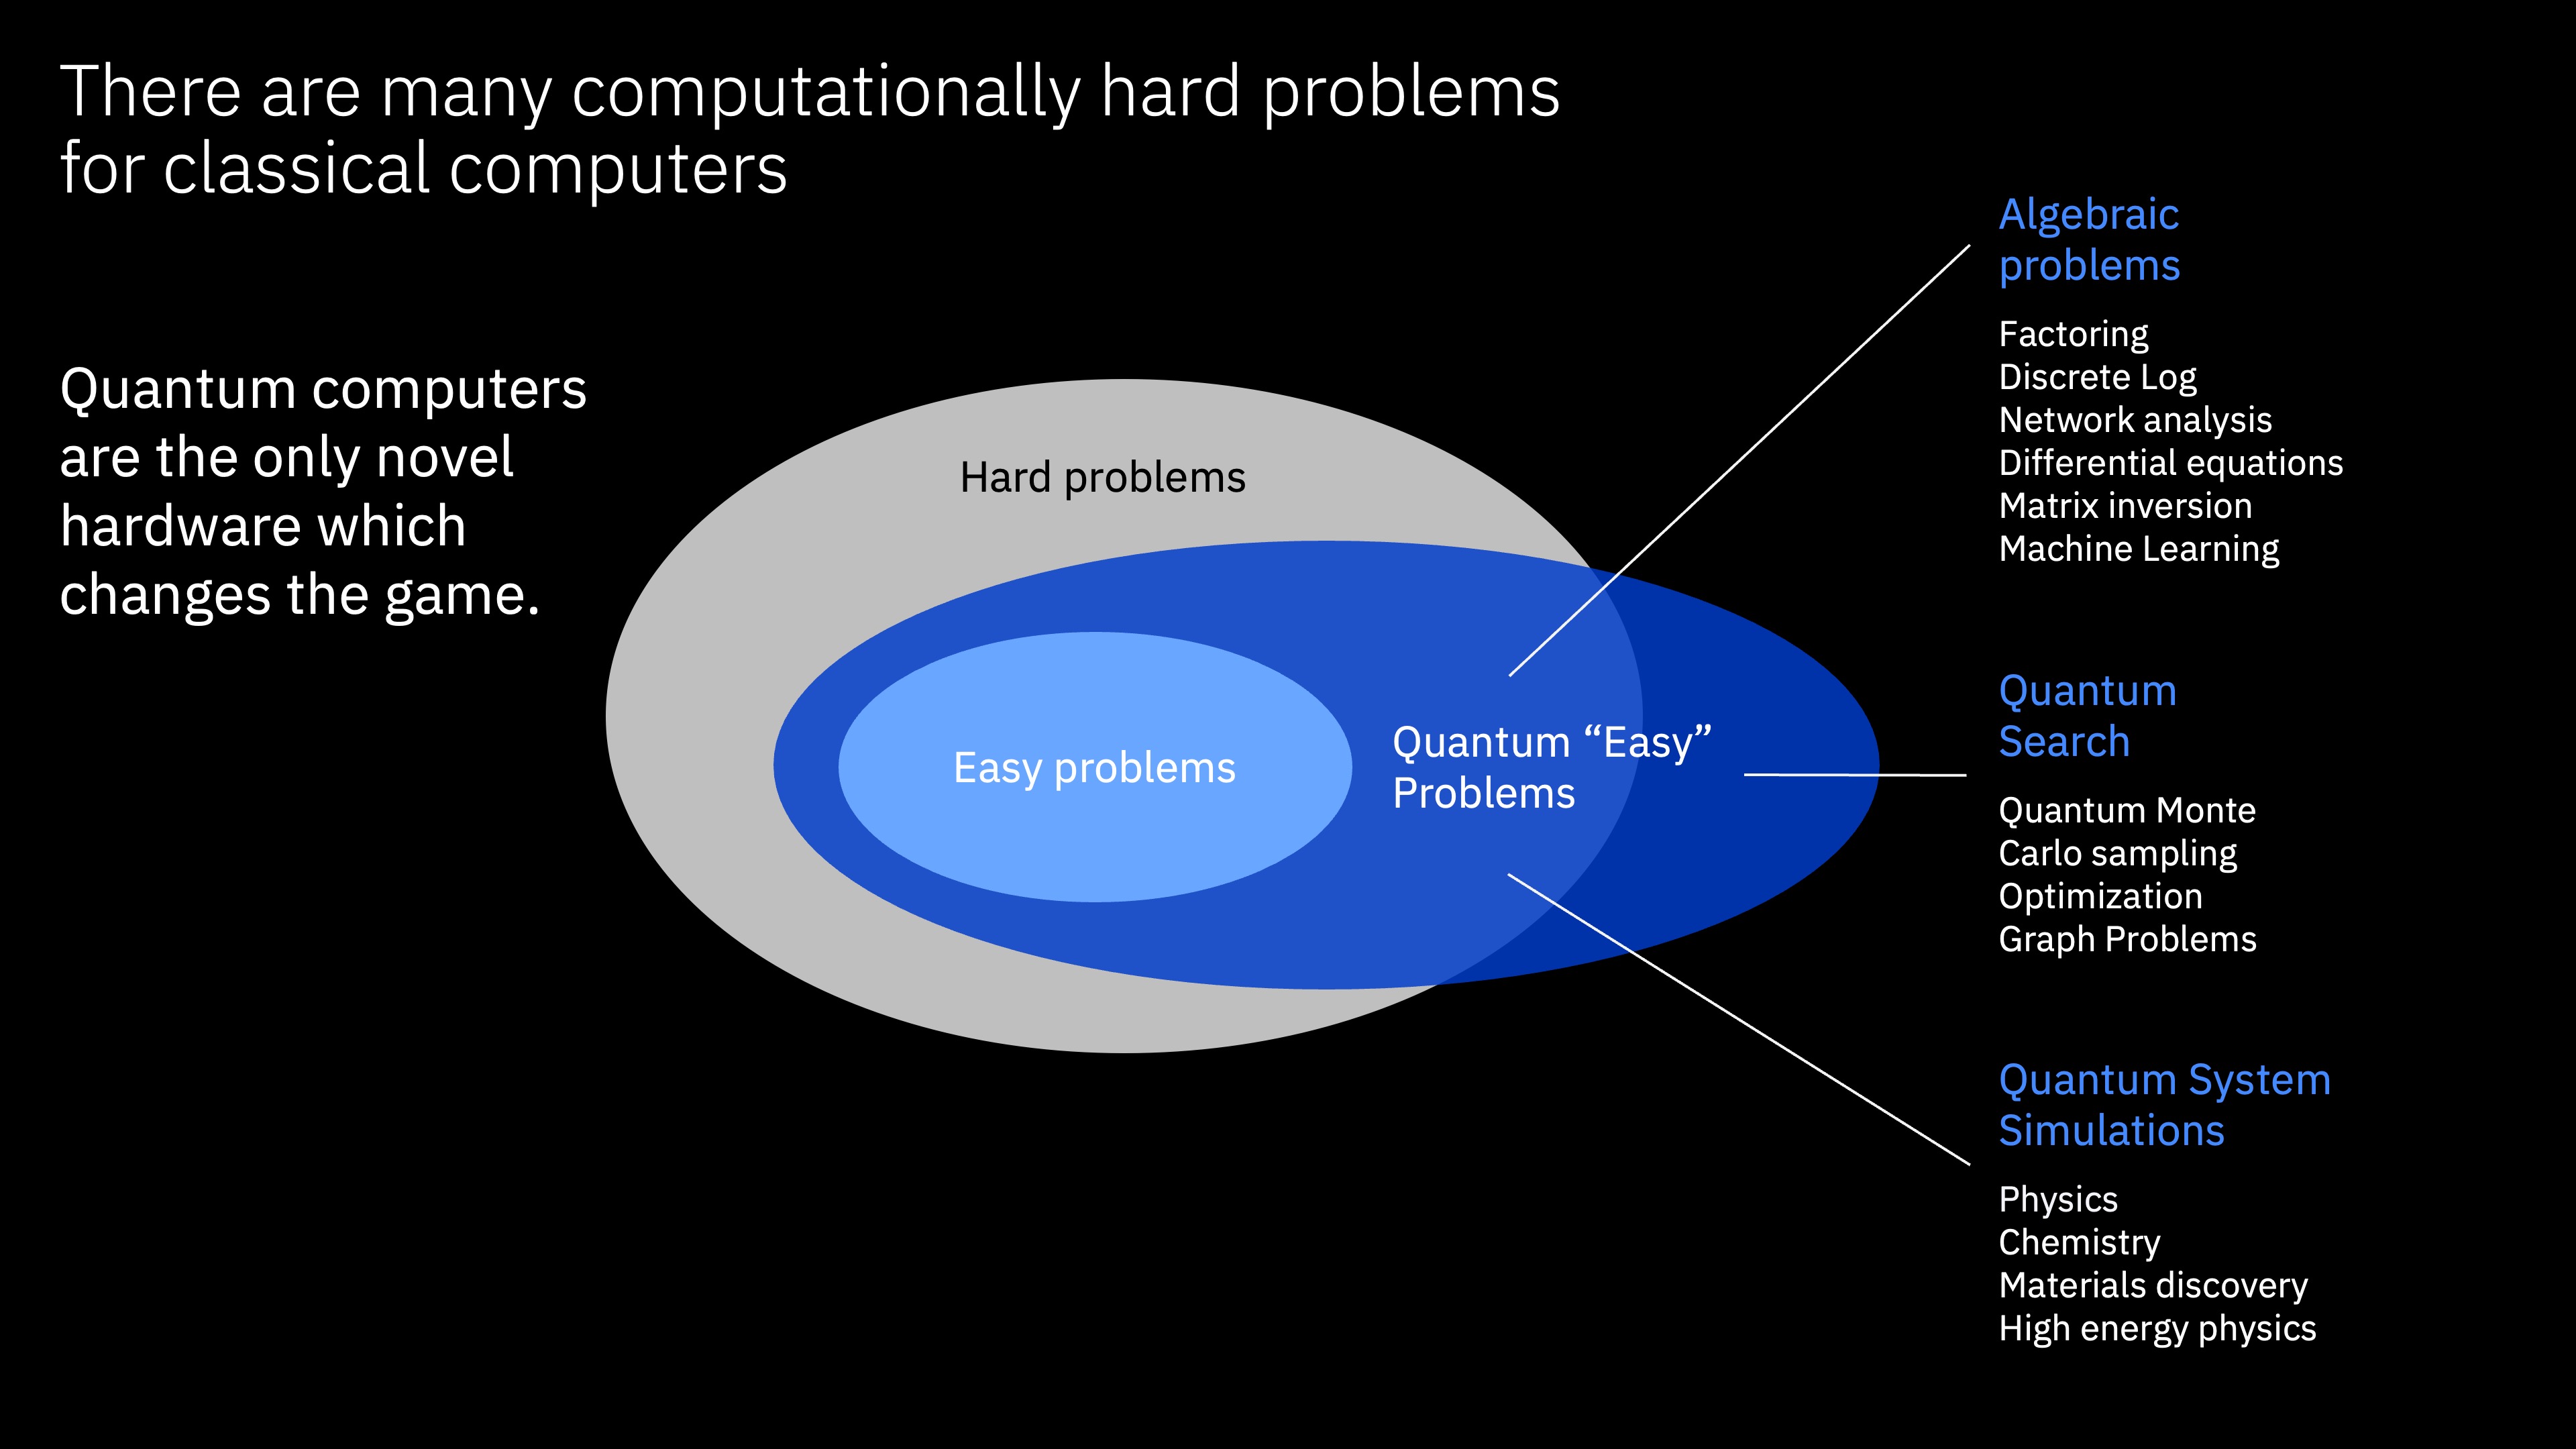 There are many computationally hard problems
for classical computers
Quantum computers
are the only novel
hardware which
changes the game.
Hard problems
Easy problems
Quantum “Easy”
Problems
Algebraic
problems
Factoring
Discrete Log
Network analysis
Differential equations
Matrix inversion
Machine Learning
Quantum
Search
Quantum Monte
Carlo sampling
Optimization
Graph Problems
Quantum System
Simulations
Physics
Chemistry
Materials discovery
High energy physics